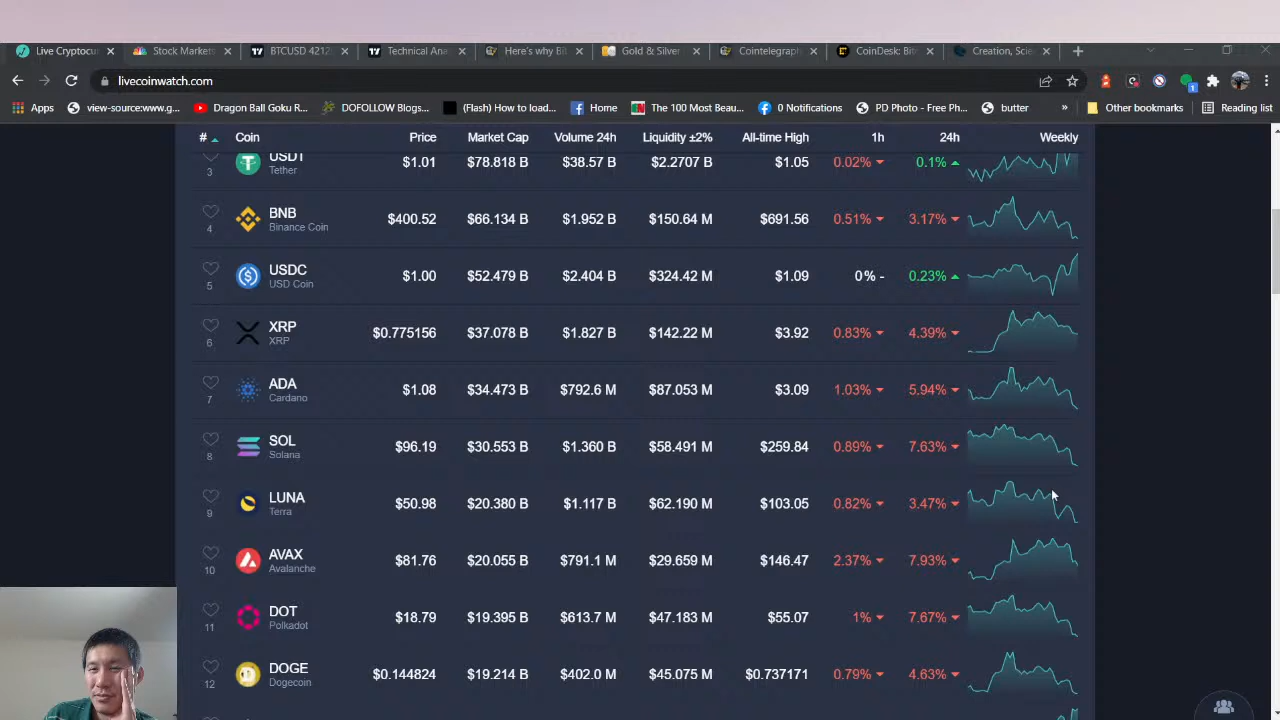 Live Cryptocu
Stock Markets
BTCUSD 4212
Technical Ana
Here's why Bi
Gold & Silver
Cointelegraph
CoinDesk: Bit
Creation, Scie
livecoinwatch.com
1
Apps
view-source:www.g...
Dragon Ball Goku R...
DOFOLLOW Blogs...
(Flash) How to load...
Home
The 100 Most Beau...
0 Notifications
PD Photo - Free Ph...
butter
»
Other bookmarks
Reading list
# Coin Price Market Cap Volume 24h Liquidity ±2% All-time High 1h 24h Weekly
3 USDT $1.01 $78.818 B $38.57 B $2.2707 B $1.05 0.02% 0.1%
Tether
4 BNB $400.52 $66.134 B $1.952 B $150.64 M $691.56 0.51% 3.17%
Binance Coin
5 USDC $1.00 $52.479 B $2.404 B $324.42 M $1.09 0% - 0.23%
USD Coin
6 XRP $0.775156 $37.078 B $1.827 B $142.22 M $3.92 0.83% 4.39%
XRP
7 ADA $1.08 $34.473 B $792.6 M $87.053 M $3.09 1.03% 5.94%
Cardano
8 SOL $96.19 $30.553 B $1.360 B $58.491 M $259.84 0.89% 7.63%
Solana
9 LUNA $50.98 $20.380 B $1.117 B $62.190 M $103.05 0.82% 3.47%
Terra
10 AVAX $81.76 $20.055 B $791.1 M $29.659 M $146.47 2.37% 7.93%
Avalanche
11 DOT $18.79 $19.395 B $613.7 M $47.183 M $55.07 1% 7.67%
Polkadot
12 DOGE $0.144824 $19.214 B $402.0 M $45.075 M $0.737171 0.79% 4.63%
Dogecoin